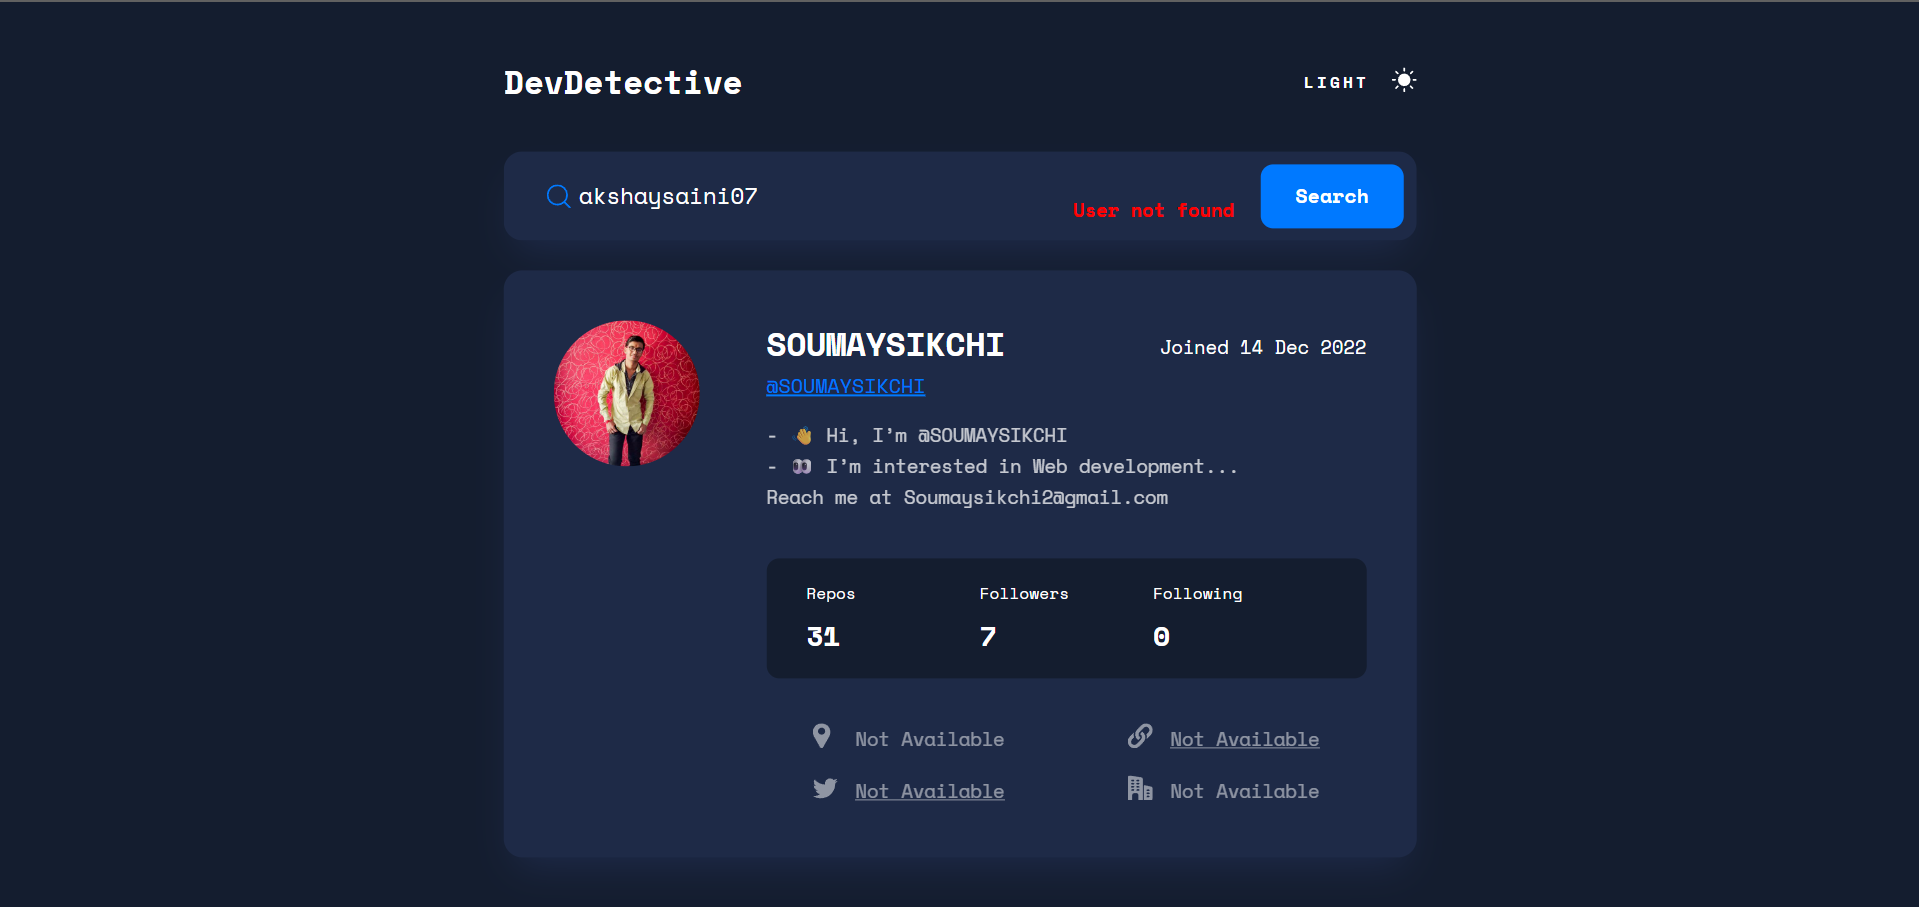 DevDetective
LIGHT
akshaysaini07
User not found
Search
SOUMAYSIKCHI
Joined 14 Dec 2022
@SOUMAYSIKCHI
- 👋 Hi, I’m @SOUMAYSIKCHI
- 👀 I’m interested in Web development...
Reach me at Soumaysikchi2@gmail.com
Repos Followers Following
31 7 0
Not Available Not Available
Not Available Not Available